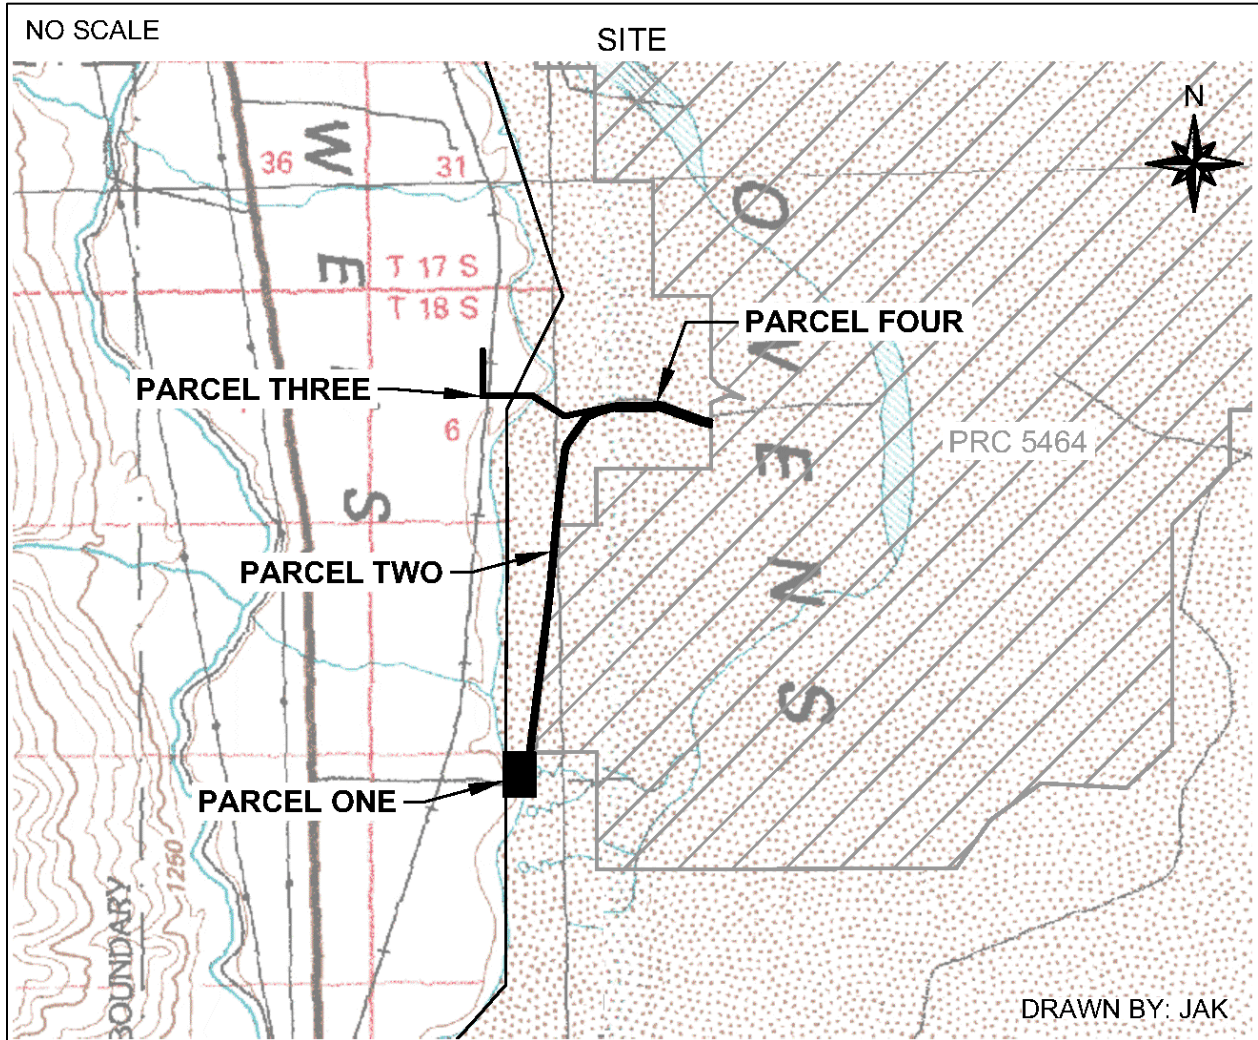 NO SCALE
SITE
N
36
31
W
O
E
T 17 S
T 18 S
PARCEL FOUR
V
PARCEL THREE
6
PRC 5464
E
S
PARCEL TWO
N
S
PARCEL ONE
1250
BOUNDARY
DRAWN BY: JAK